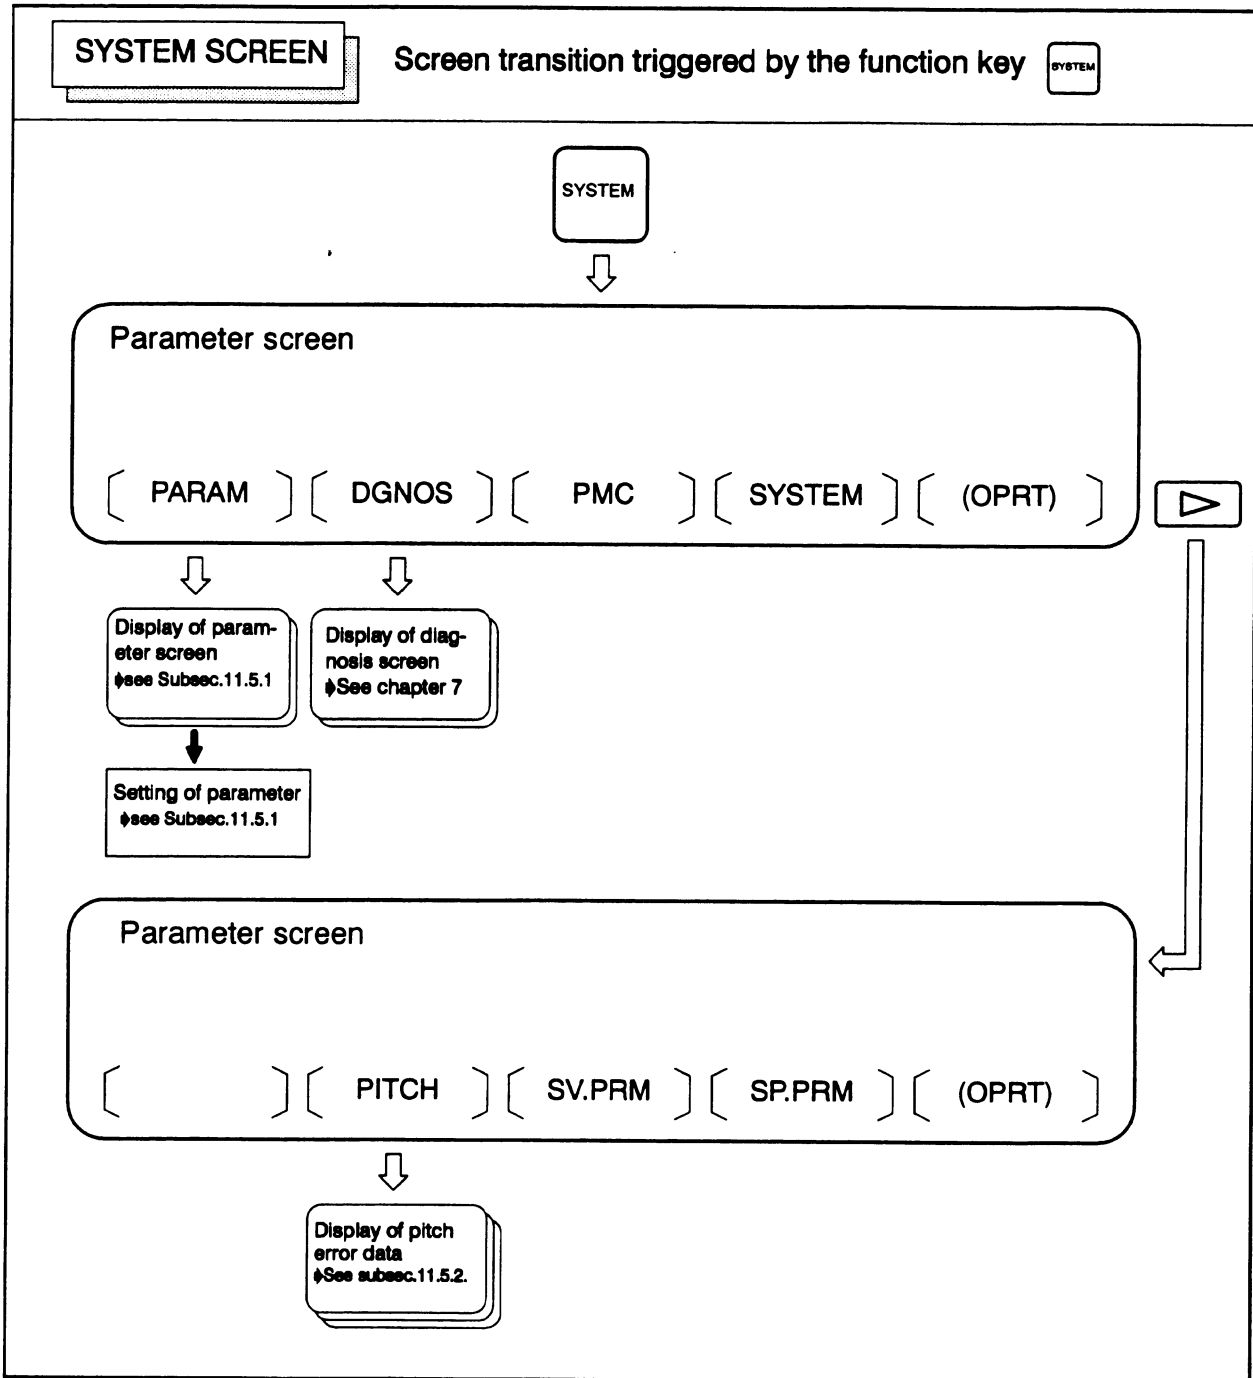 SYSTEM SCREEN
Screen transition triggered by the function key
SYSTEM
SYSTEM
Parameter screen
[ PARAM ] [ DGNOS ] [ PMC ] [ SYSTEM ] [ (OPRT) ]
Display of param-
eter screen
see Subsec.11.5.1
Display of diag-
nosis screen
See chapter 7
Setting of parameter
see Subsec.11.5.1
Parameter screen
[ ] [ PITCH ] [ SV.PRM ] [ SP.PRM ] [ (OPRT) ]
Display of pitch
error data
See subsec.11.5.2.